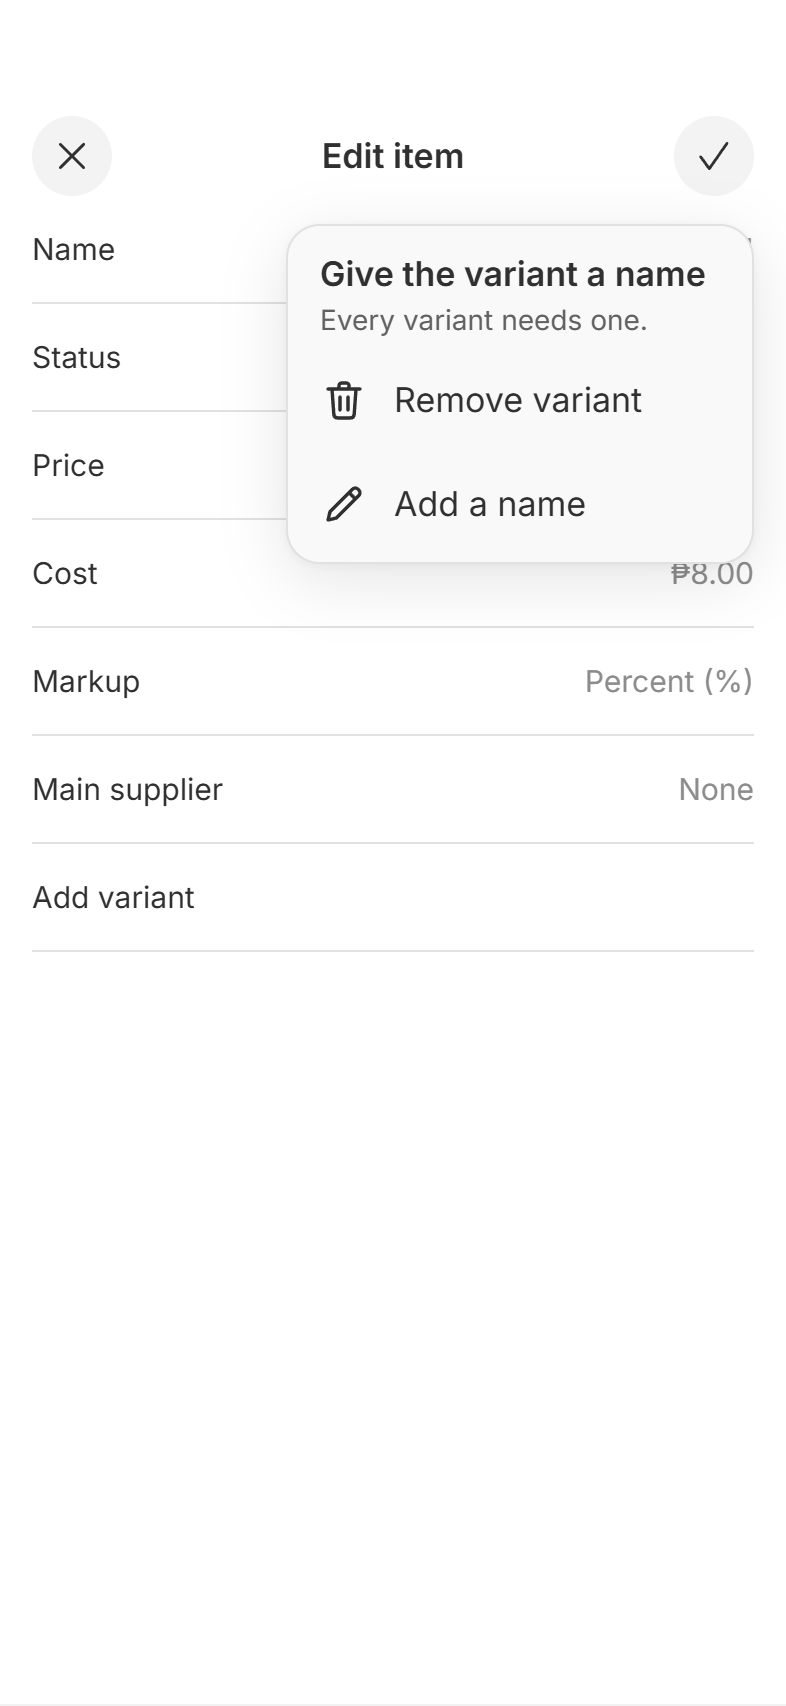 Edit item
Name
Give the variant a name
Every variant needs one.
Status
Remove variant
Price
Add a name
Cost
₱8.00
Markup
Percent (%)
Main supplier
None
Add variant